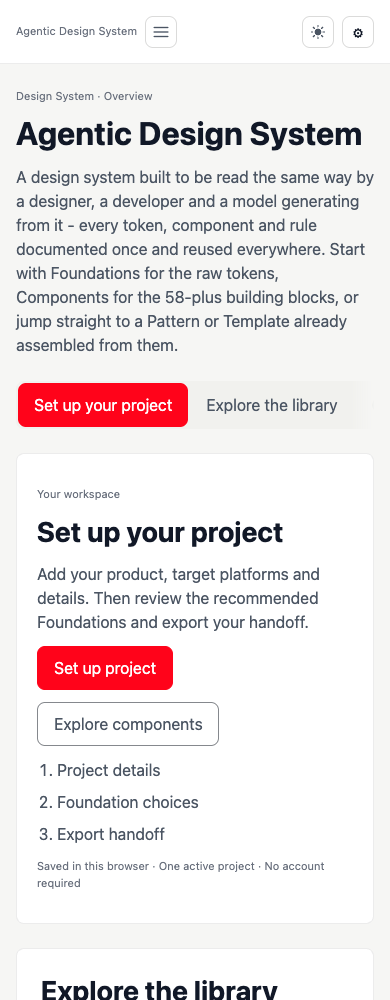 Agentic Design System
Design System · Overview
Agentic Design System
A design system built to be read the same way by
a designer, a developer and a model generating
from it - every token, component and rule
documented once and reused everywhere. Start
with Foundations for the raw tokens,
Components for the 58-plus building blocks, or
jump straight to a Pattern or Template already
assembled from them.
Set up your project
Explore the library
Your workspace
Set up your project
Add your product, target platforms and
details. Then review the recommended
Foundations and export your handoff.
Set up project
Explore components
1. Project details
2. Foundation choices
3. Export handoff
Saved in this browser · One active project · No account
required
Explore the library